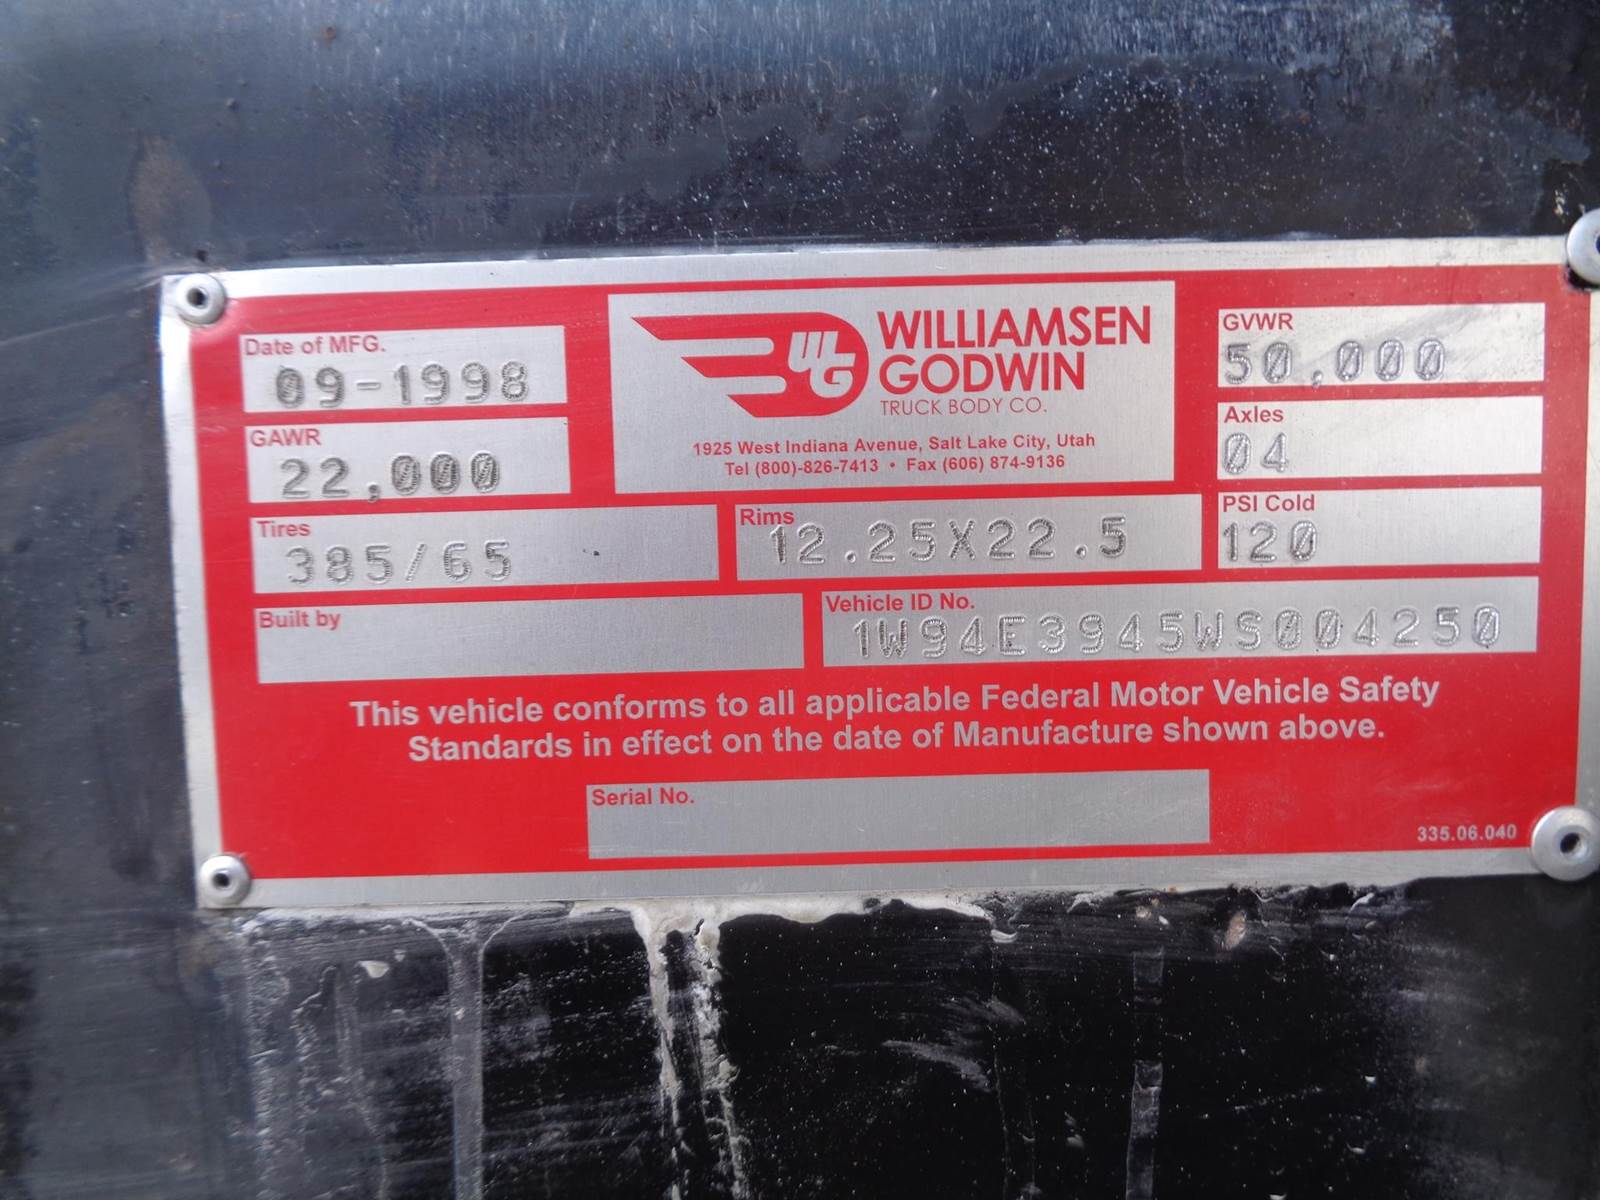 Date of MFG.
09-1998
WG
WILLIAMSEN
GODWIN
TRUCK BODY CO.
1925 West Indiana Avenue, Salt Lake City, Utah
Tel (800)-826-7413 • Fax (606) 874-9136
GVWR
50,000
GAWR
22,000
Axles
04
Tires
385/65
Rims
12.25X22.5
PSI Cold
120
Built by
Vehicle ID No.
1W94E3945WS004250
This vehicle conforms to all applicable Federal Motor Vehicle Safety
Standards in effect on the date of Manufacture shown above.
Serial No.
335.06.040